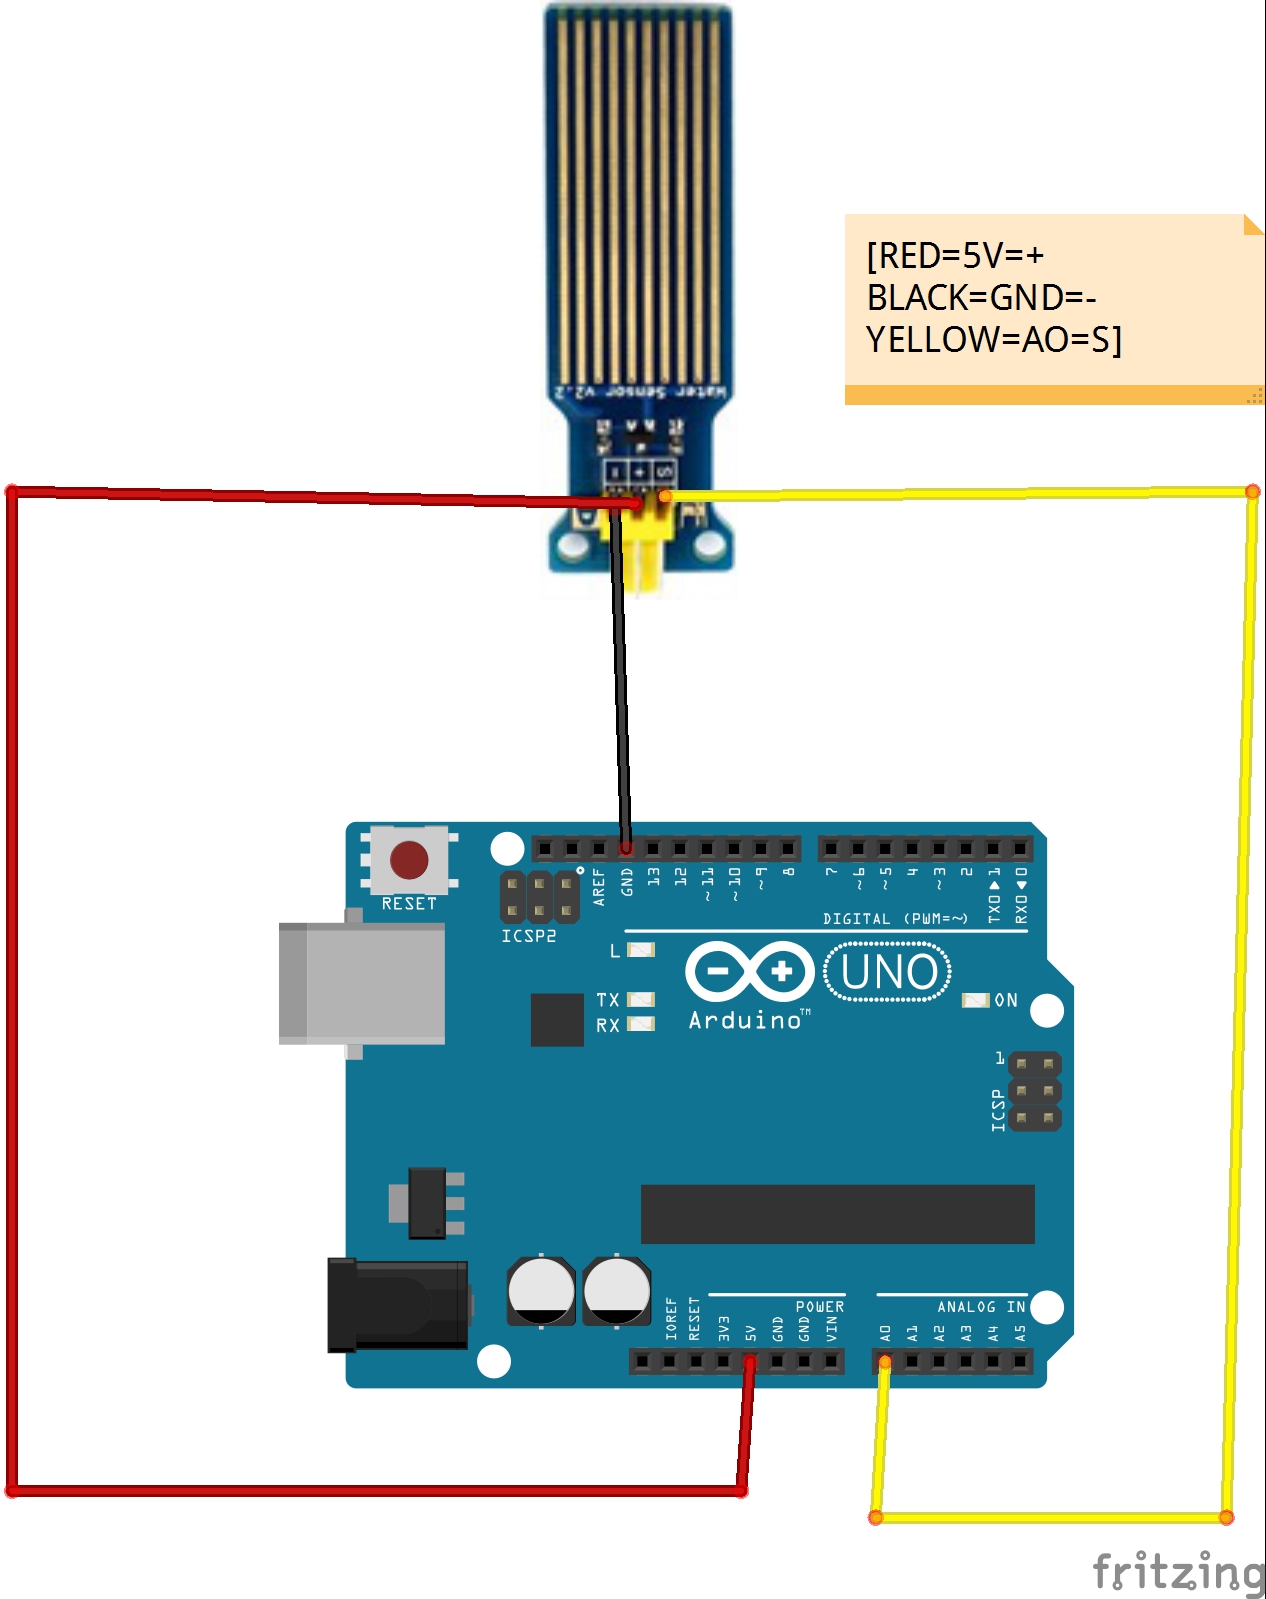 Water Sensor v2.2
- + S
[RED=5V=+
BLACK=GND=-
YELLOW=AO=S]
RESET
ICSP2
AREF
GND
13
12
~11
~10
~9
8
7
~6
~5
4
~3
2
TX0▶1
RX0◀0
DIGITAL (PWM=~)
L
TX
RX
Arduino™
UNO
ON
1
ICSP
POWER
ANALOG IN
IOREF
RESET
3V3
5V
GND
GND
VIN
A0
A1
A2
A3
A4
A5
fritzing